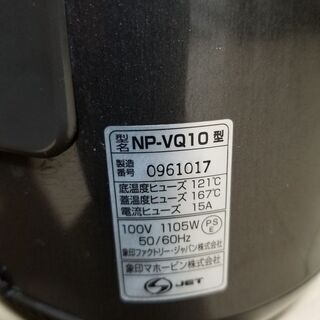 型名 NP-VQ10 型
製造番号 0961017
底温度ヒューズ 121℃
蓋温度ヒューズ 167℃
電流ヒューズ 15A
100V 1105W
50/60Hz
PSE
象印ファクトリー・ジャパン株式会社
象印マホービン株式会社
JET